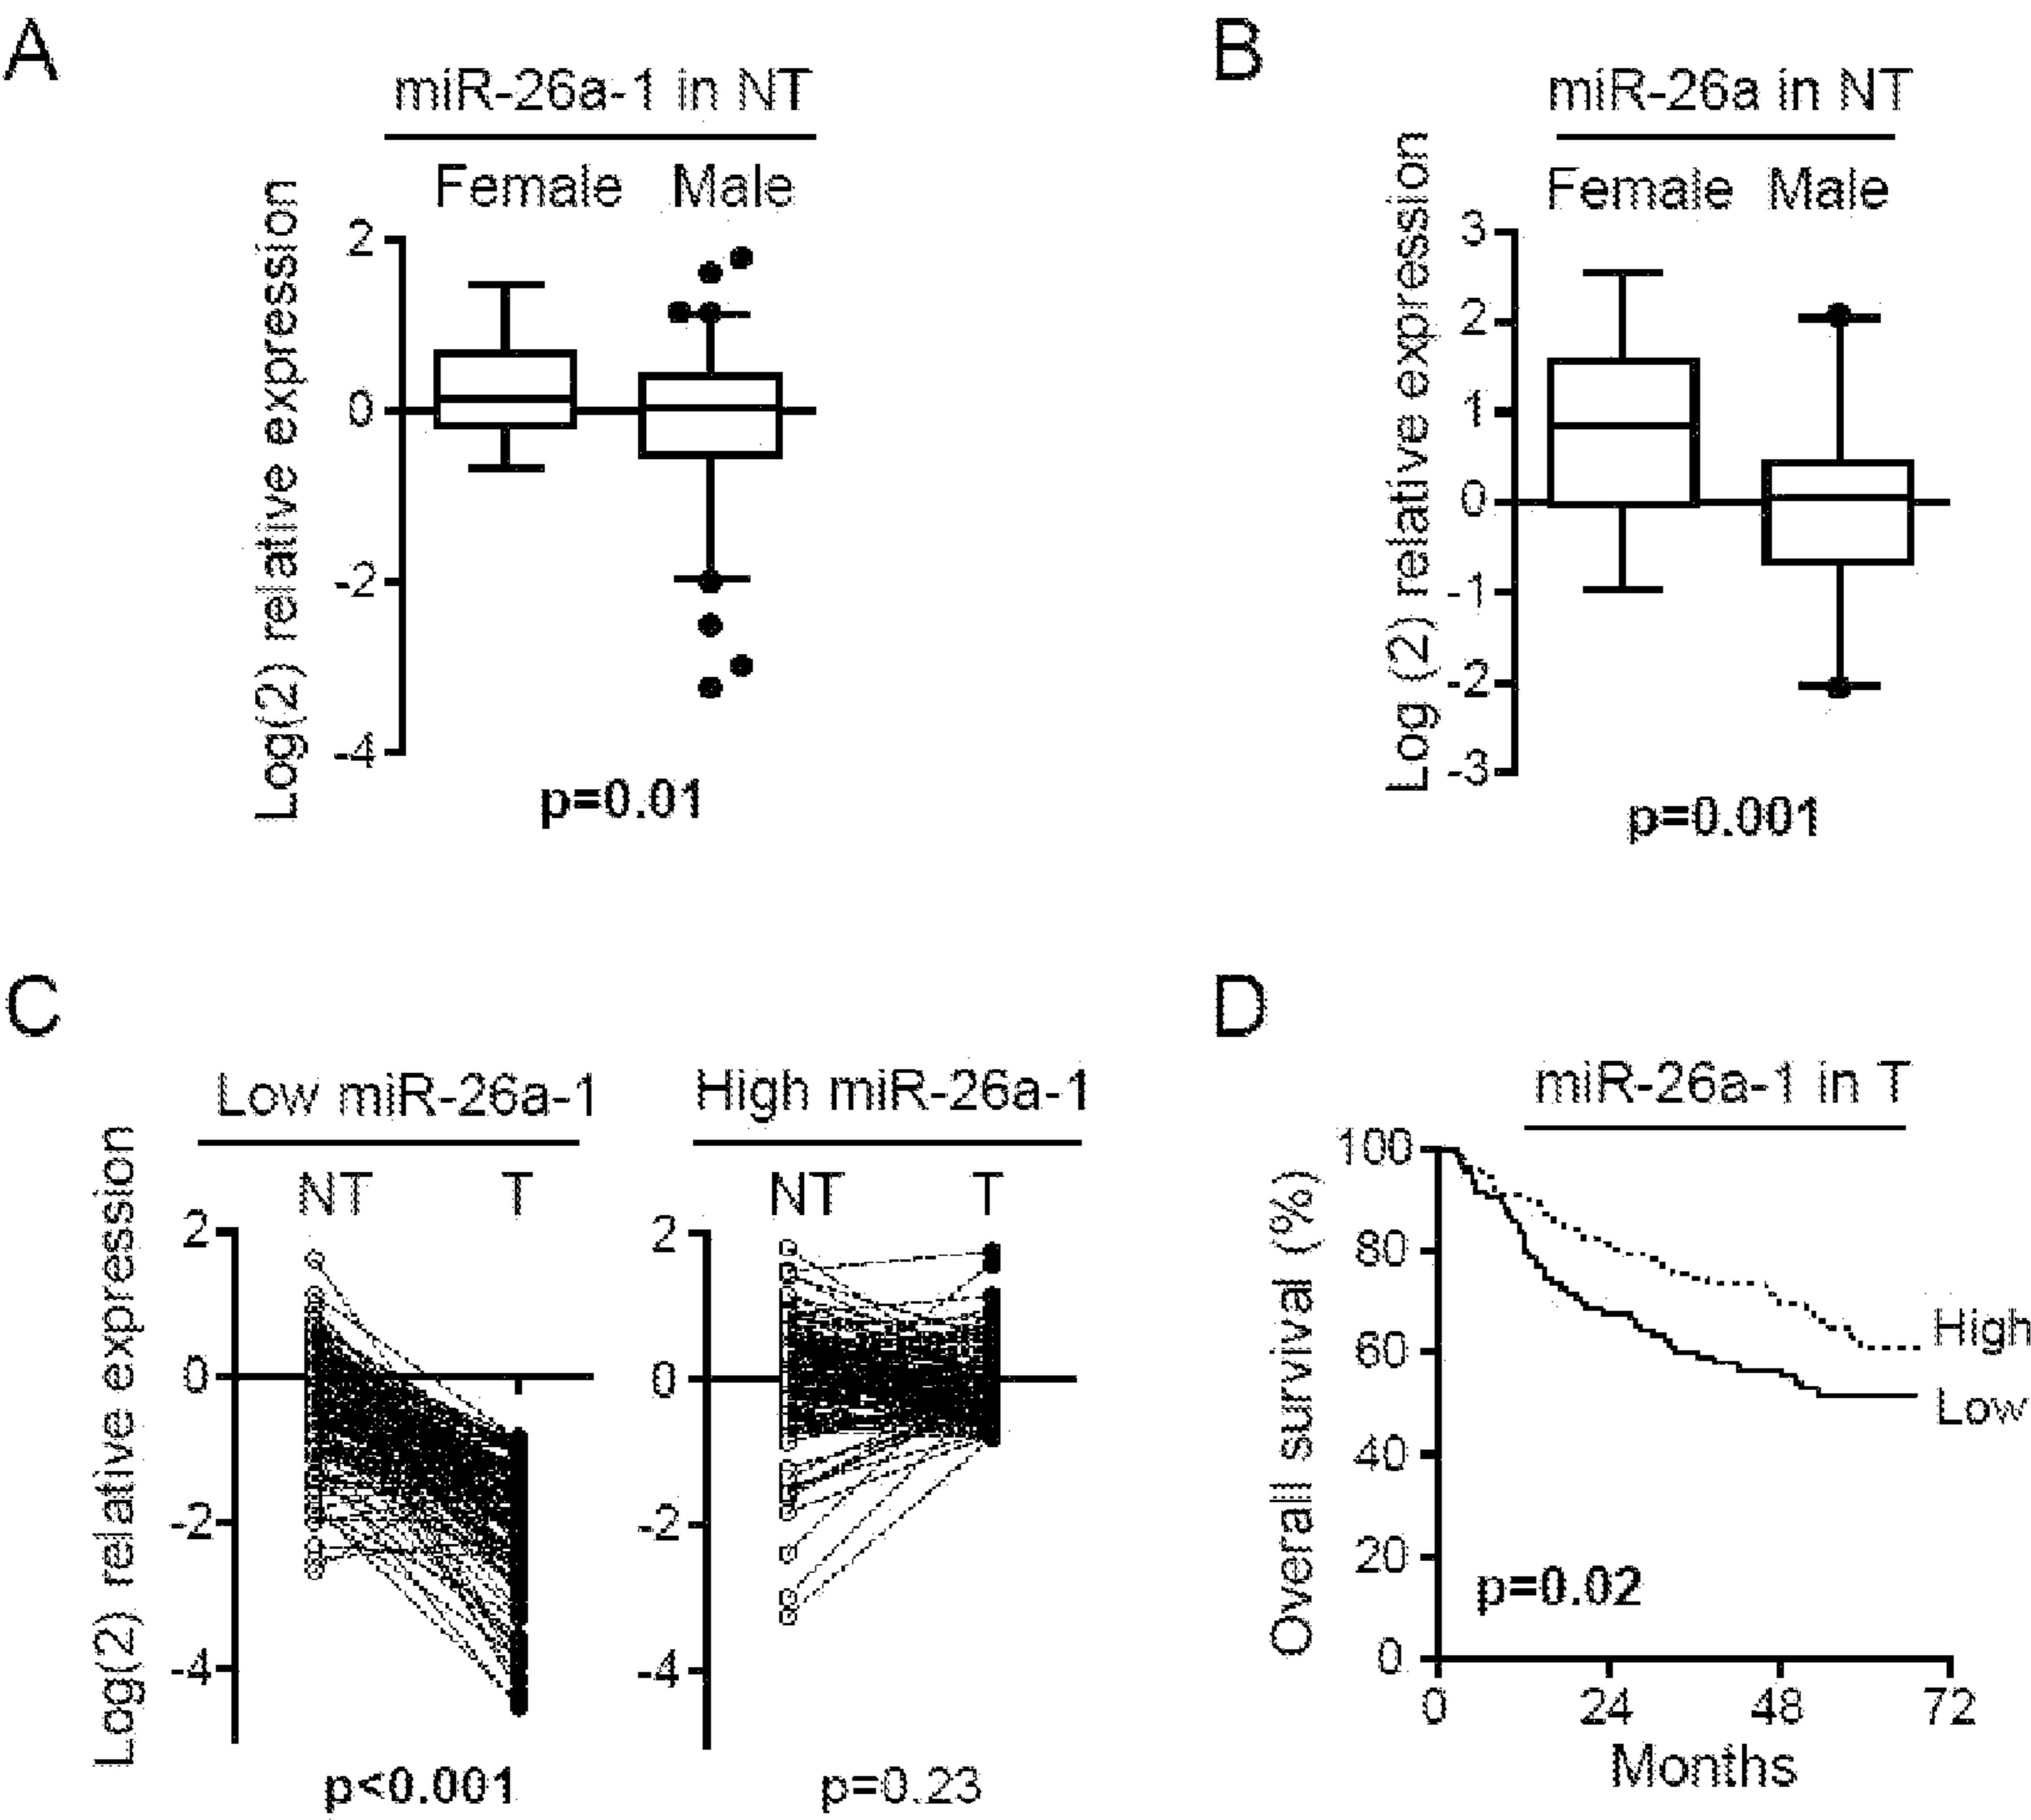 A
miR-26a-1 in NT
Female Male
Log(2) relative expression
2
0
-2
-4
p=0.01
B
miR-26a in NT
Female Male
Log (2) relative expression
3
2
1
0
-1
-2
-3
p=0.001
C
Low miR-26a-1
NT T
Log(2) relative expression
2
0
-2
-4
p<0.001
High miR-26a-1
NT T
2
0
-2
-4
p=0.23
D
miR-26a-1 in T
Overall survival (%)
100
80
60
40
20
0
High
Low
p=0.02
0 24 48 72
Months